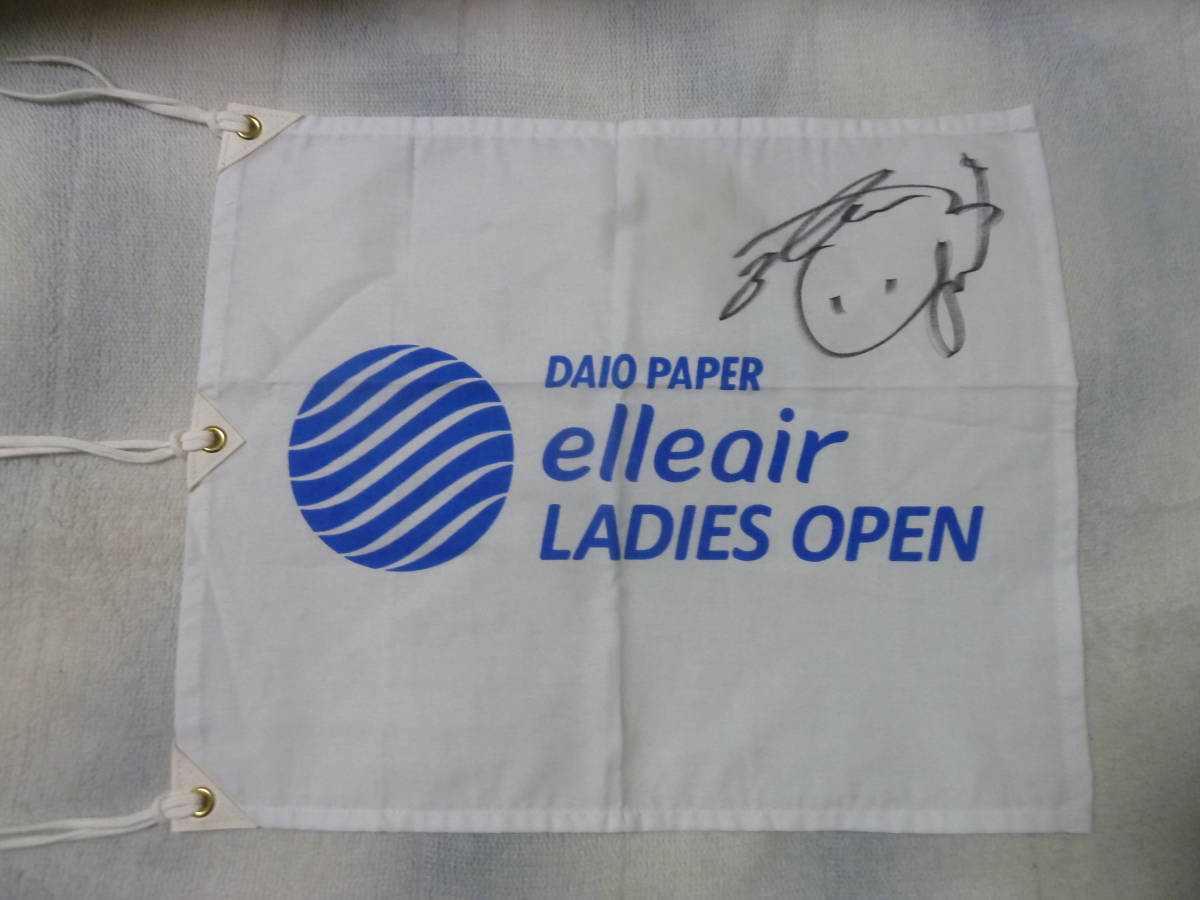 DAIO PAPER
elleair
LADIES OPEN